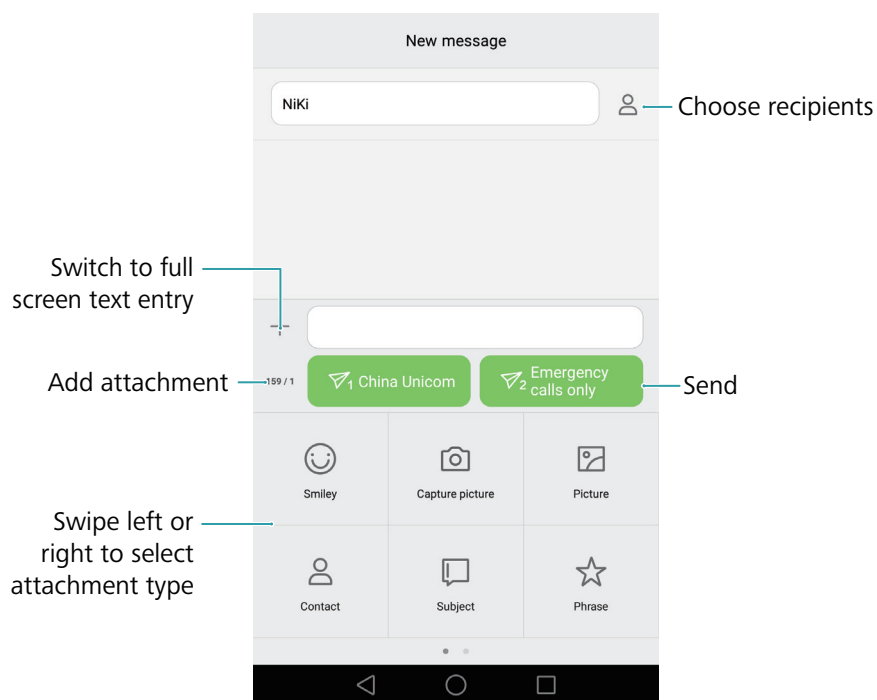 New message
NiKi
Choose recipients
Switch to full
screen text entry
Add attachment
159 / 1
1 China Unicom
2 Emergency
calls only
Send
Smiley
Capture picture
Picture
Swipe left or
right to select
attachment type
Contact
Subject
Phrase